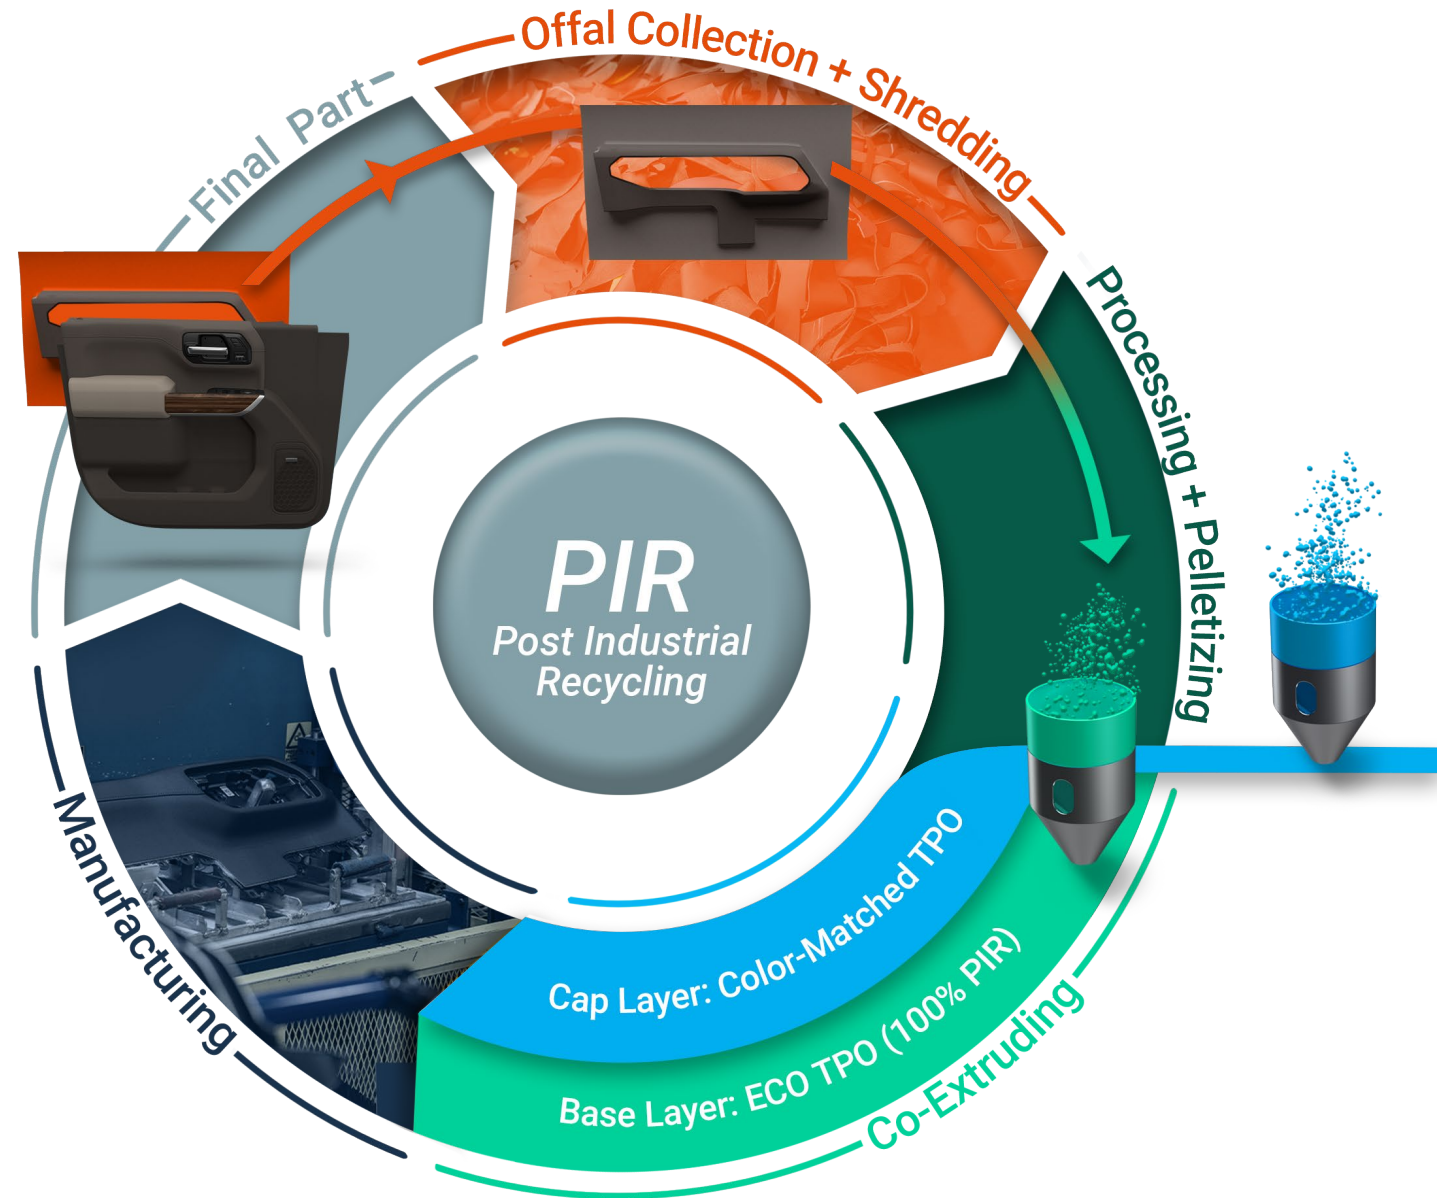 Offal Collection + Shredding
Final Part
Processing + Pelletizing
PIR
Post Industrial
Recycling
Manufacturing
Cap Layer: Color-Matched TPO
Base Layer: ECO TPO (100% PIR)
Co-Extruding